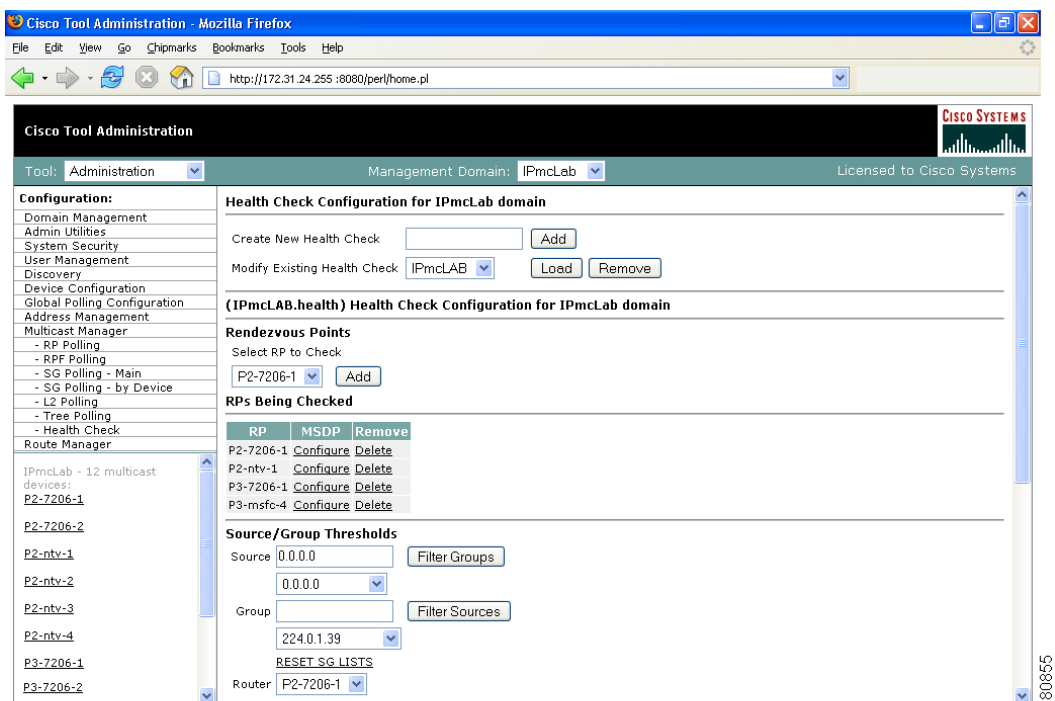 Cisco Tool Administration - Mozilla Firefox
File Edit View Go Chipmarks Bookmarks Tools Help
http://172.31.24.255 :8080/perl/home.pl
Cisco Tool Administration
CISCO SYSTEMS
Tool: Administration Management Domain: IPmcLab Licensed to Cisco Systems
Configuration:
Domain Management
Admin Utilities
System Security
User Management
Discovery
Device Configuration
Global Polling Configuration
Address Management
Multicast Manager
- RP Polling
- RPF Polling
- SG Polling - Main
- SG Polling - by Device
- L2 Polling
- Tree Polling
- Health Check
Route Manager
IPmcLab - 12 multicast
devices:
P2-7206-1
P2-7206-2
P2-ntv-1
P2-ntv-2
P2-ntv-3
P2-ntv-4
P3-7206-1
P3-7206-2
Health Check Configuration for IPmcLab domain
Create New Health Check Add
Modify Existing Health Check IPmcLAB Load Remove
(IPmcLAB.health) Health Check Configuration for IPmcLab domain
Rendezvous Points
Select RP to Check
P2-7206-1 Add
RPs Being Checked
RP MSDP Remove
P2-7206-1 Configure Delete
P2-ntv-1 Configure Delete
P3-7206-1 Configure Delete
P3-msfc-4 Configure Delete
Source/Group Thresholds
Source 0.0.0.0 Filter Groups
0.0.0.0
Group Filter Sources
224.0.1.39
RESET SG LISTS
Router P2-7206-1
80855